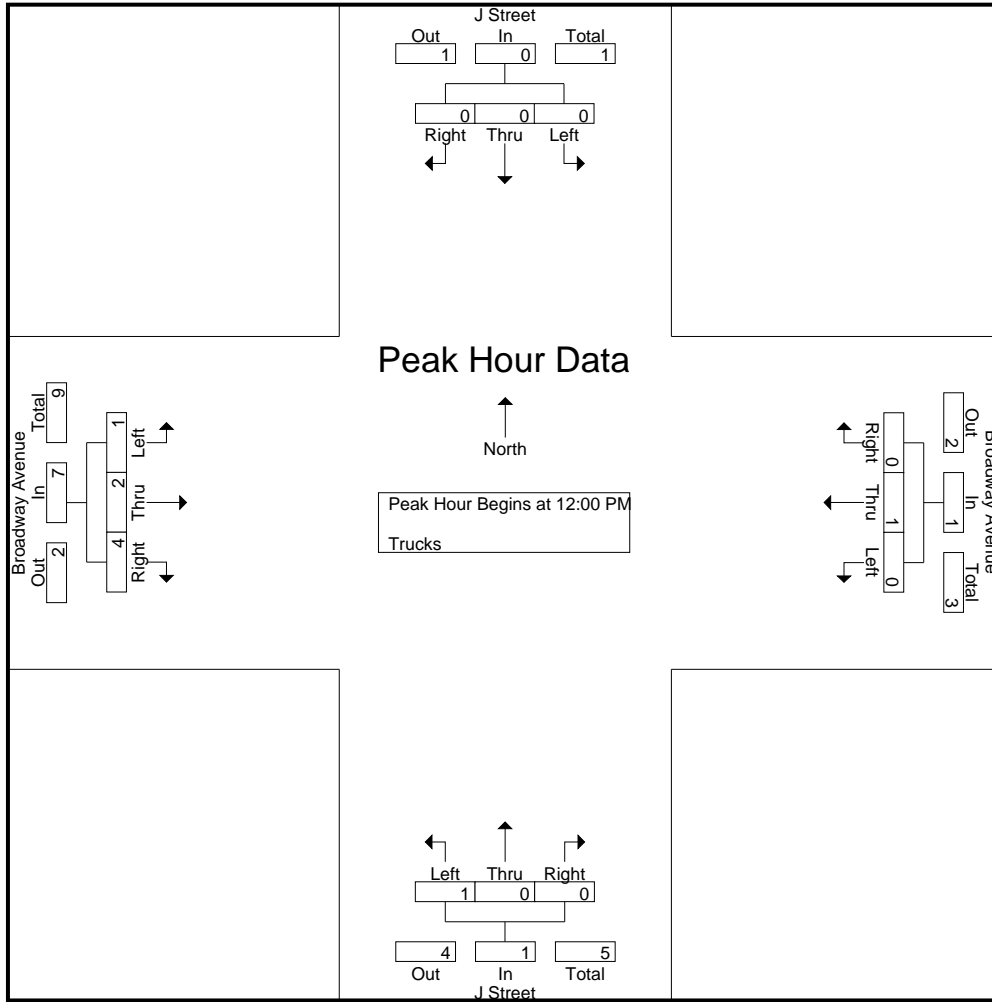 J Street
Out In Total
1 0 1
0 0 0
Right Thru Left
Peak Hour Data
North
Peak Hour Begins at 12:00 PM
Trucks
Broadway Avenue
Out In Total
2 7 9
Right Thru Left
4 2 1
Broadway Avenue
Out In Total
2 1 3
Right Thru Left
0 1 0
Left Thru Right
1 0 0
4 1 5
Out In Total
J Street